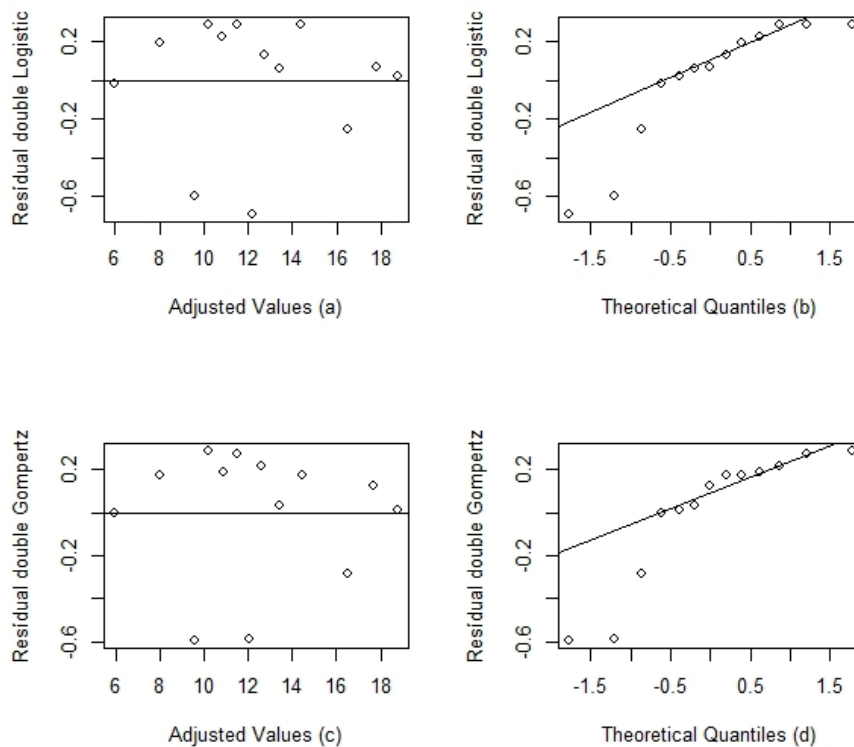 Residual double Logistic
0.2
-0.2
-0.6
6 8 10 12 14 16 18
Adjusted Values (a)
Residual double Logistic
0.2
-0.2
-0.6
-1.5 -0.5 0.5 1.5
Theoretical Quantiles (b)
Residual double Gompertz
0.2
-0.2
-0.6
6 8 10 12 14 16 18
Adjusted Values (c)
Residual double Gompertz
0.2
-0.2
-0.6
-1.5 -0.5 0.5 1.5
Theoretical Quantiles (d)